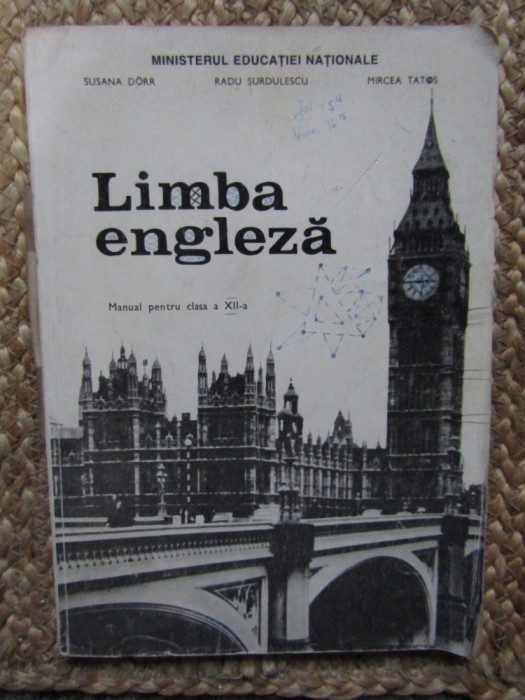 MINISTERUL EDUCAȚIEI NAȚIONALE
SUSANA DÖRR RADU SURDULESCU MIRCEA TATOS
Limba
engleză
Manual pentru clasa a XII-a